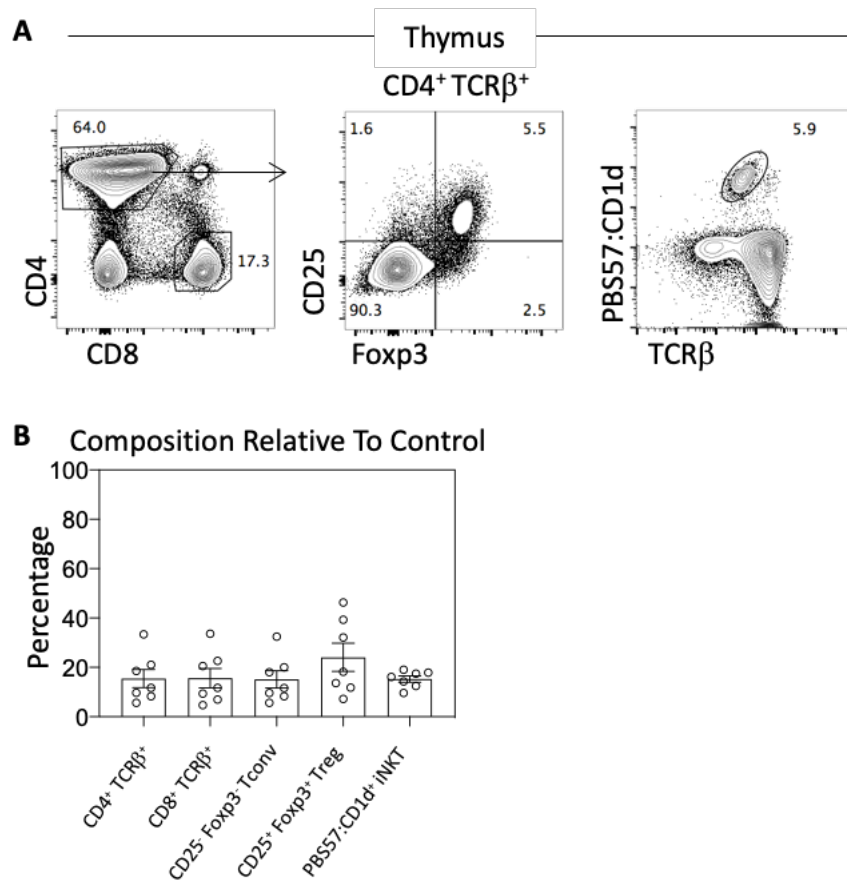 A
Thymus
CD4⁺ TCRβ⁺
64.0
17.3
CD4
CD8
1.6
5.5
90.3
2.5
CD25
Foxp3
5.9
PBS57:CD1d
TCRβ
B
Composition Relative To Control
100
80
60
40
20
0
Percentage
CD4⁺ TCRβ⁺
CD8⁺ TCRβ⁺
CD25⁻ Foxp3⁻ Tconv
CD25⁺ Foxp3⁺ Treg
PBS57:CD1d⁺ iNKT